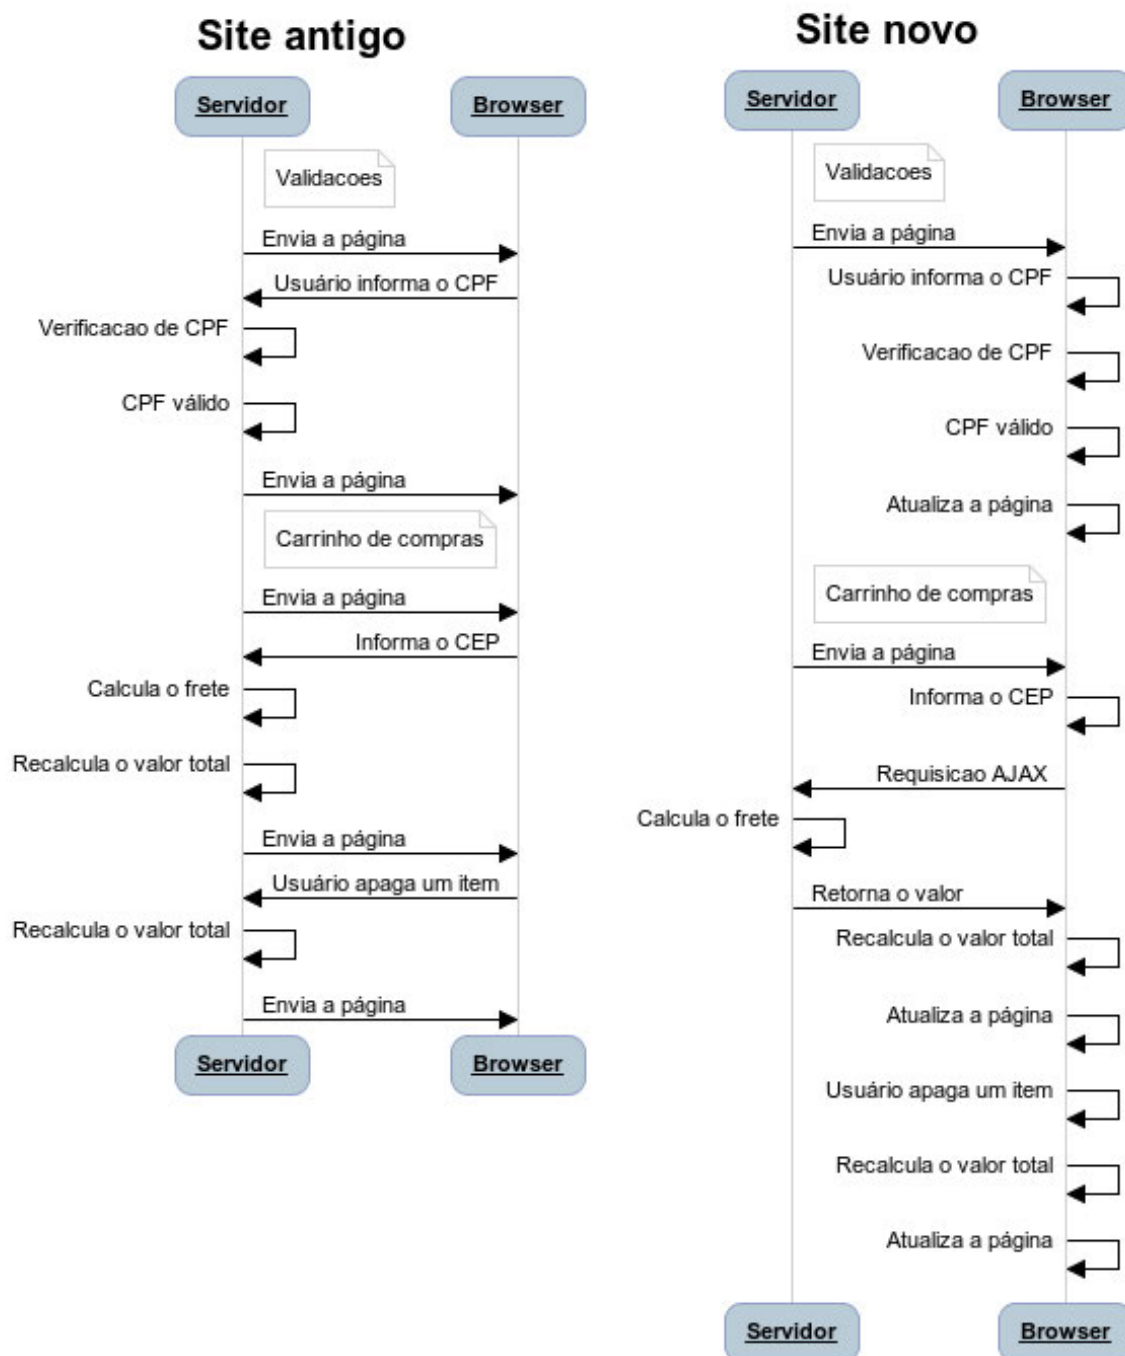 Site antigo
Servidor
Browser
Validacoes
Envia a página
Usuário informa o CPF
Verificacao de CPF
CPF válido
Envia a página
Carrinho de compras
Envia a página
Informa o CEP
Calcula o frete
Recalcula o valor total
Envia a página
Usuário apaga um item
Recalcula o valor total
Envia a página
Servidor
Browser
Site novo
Servidor
Browser
Validacoes
Envia a página
Usuário informa o CPF
Verificacao de CPF
CPF válido
Atualiza a página
Carrinho de compras
Envia a página
Informa o CEP
Requisicao AJAX
Calcula o frete
Retorna o valor
Recalcula o valor total
Atualiza a página
Usuário apaga um item
Recalcula o valor total
Atualiza a página
Servidor
Browser